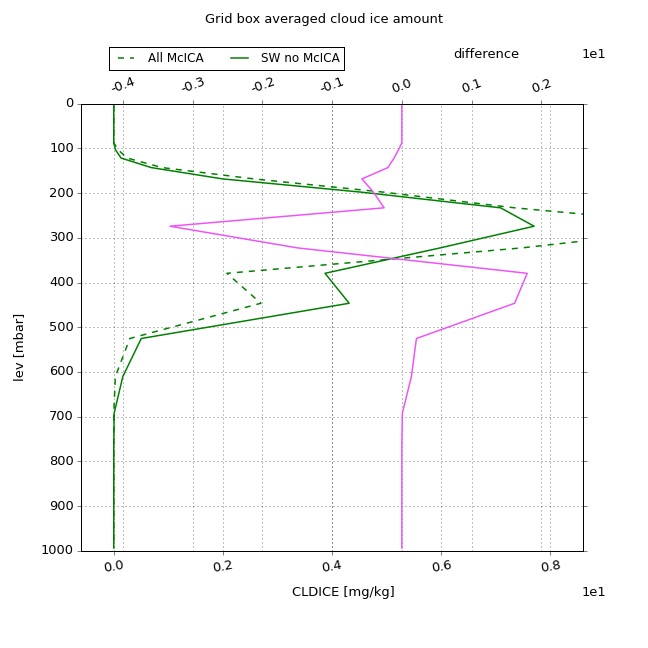 Grid box averaged cloud ice amount
All McICA SW no McICA
difference 1e1
-0.4 -0.3 -0.2 -0.1 0.0 0.1 0.2
0
100
200
300
400
500
600
700
800
900
1000
lev [mbar]
0.0 0.2 0.4 0.6 0.8
CLDICE [mg/kg] 1e1